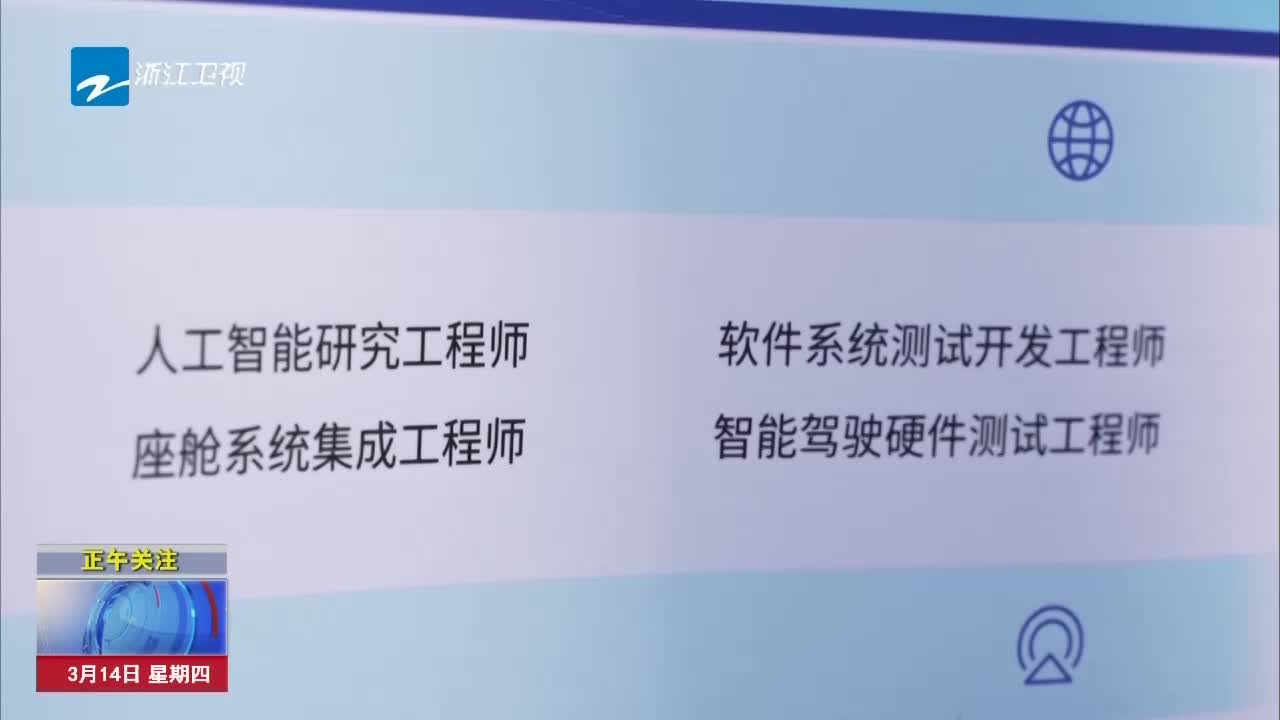 浙江卫视
人工智能研究工程师
软件系统测试开发工程师
座舱系统集成工程师
智能驾驶硬件测试工程师
正午关注
3月14日 星期四